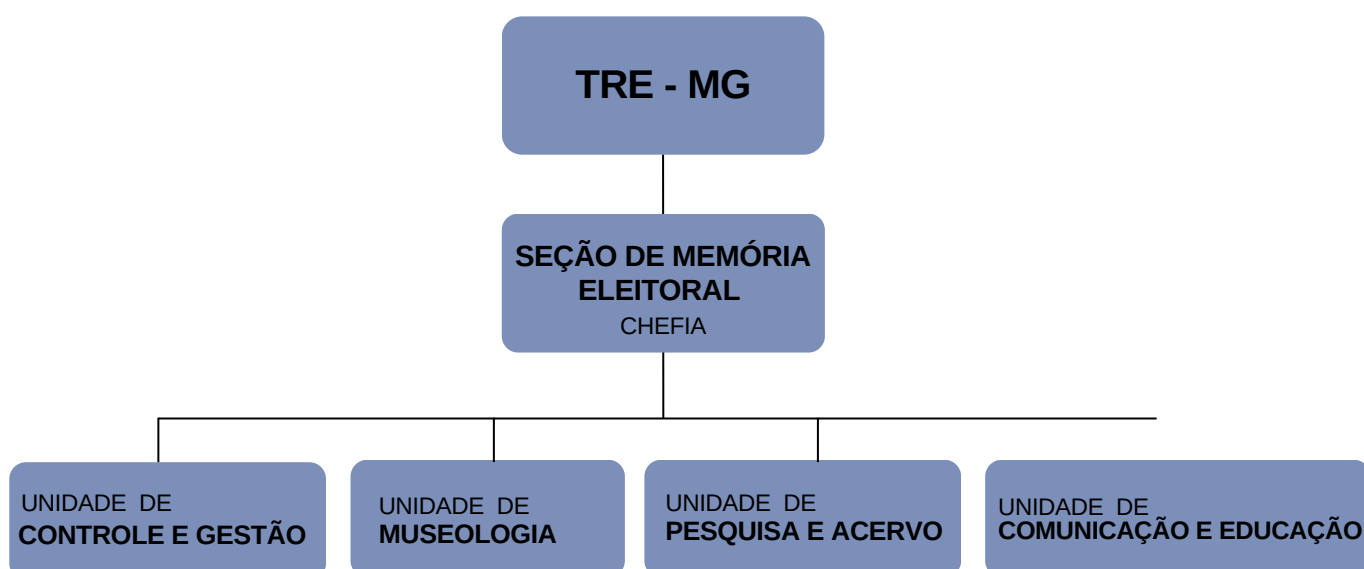 TRE - MG
SEÇÃO DE MEMÓRIA
ELEITORAL
CHEFIA
UNIDADE DE
CONTROLE E GESTÃO
UNIDADE DE
MUSEOLOGIA
UNIDADE DE
PESQUISA E ACERVO
UNIDADE DE
COMUNICAÇÃO E EDUCAÇÃO